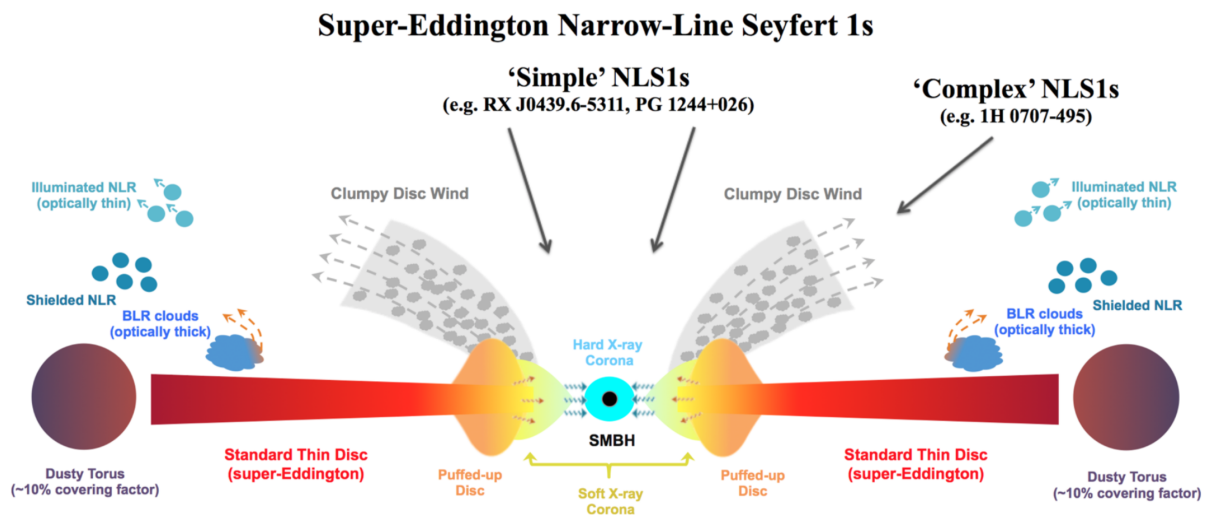 Super-Eddington Narrow-Line Seyfert 1s
‘Simple’ NLS1s
(e.g. RX J0439.6-5311, PG 1244+026)
‘Complex’ NLS1s
(e.g. 1H 0707-495)
Illuminated NLR
(optically thin)
Clumpy Disc Wind
Clumpy Disc Wind
Illuminated NLR
(optically thin)
Shielded NLR
BLR clouds
(optically thick)
Hard X-ray
Corona
BLR clouds
(optically thick)
Shielded NLR
SMBH
Dusty Torus
(~10% covering factor)
Standard Thin Disc
(super-Eddington)
Puffed-up
Disc
Soft X-ray
Corona
Puffed-up
Disc
Standard Thin Disc
(super-Eddington)
Dusty Torus
(~10% covering factor)